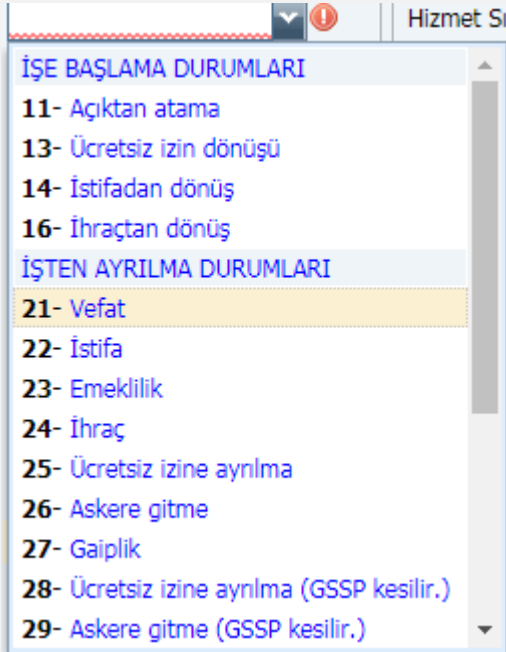 Hizmet S
İŞE BAŞLAMA DURUMLARI
11- Açıktan atama
13- Ücretsiz izin dönüşü
14- İstifadan dönüş
16- İhraçtan dönüş
İŞTEN AYRILMA DURUMLARI
21- Vefat
22- İstifa
23- Emeklilik
24- İhraç
25- Ücretsiz izine ayrılma
26- Askere gitme
27- Gaiplik
28- Ücretsiz izine ayrılma (GSSP kesilir.)
29- Askere gitme (GSSP kesilir.)